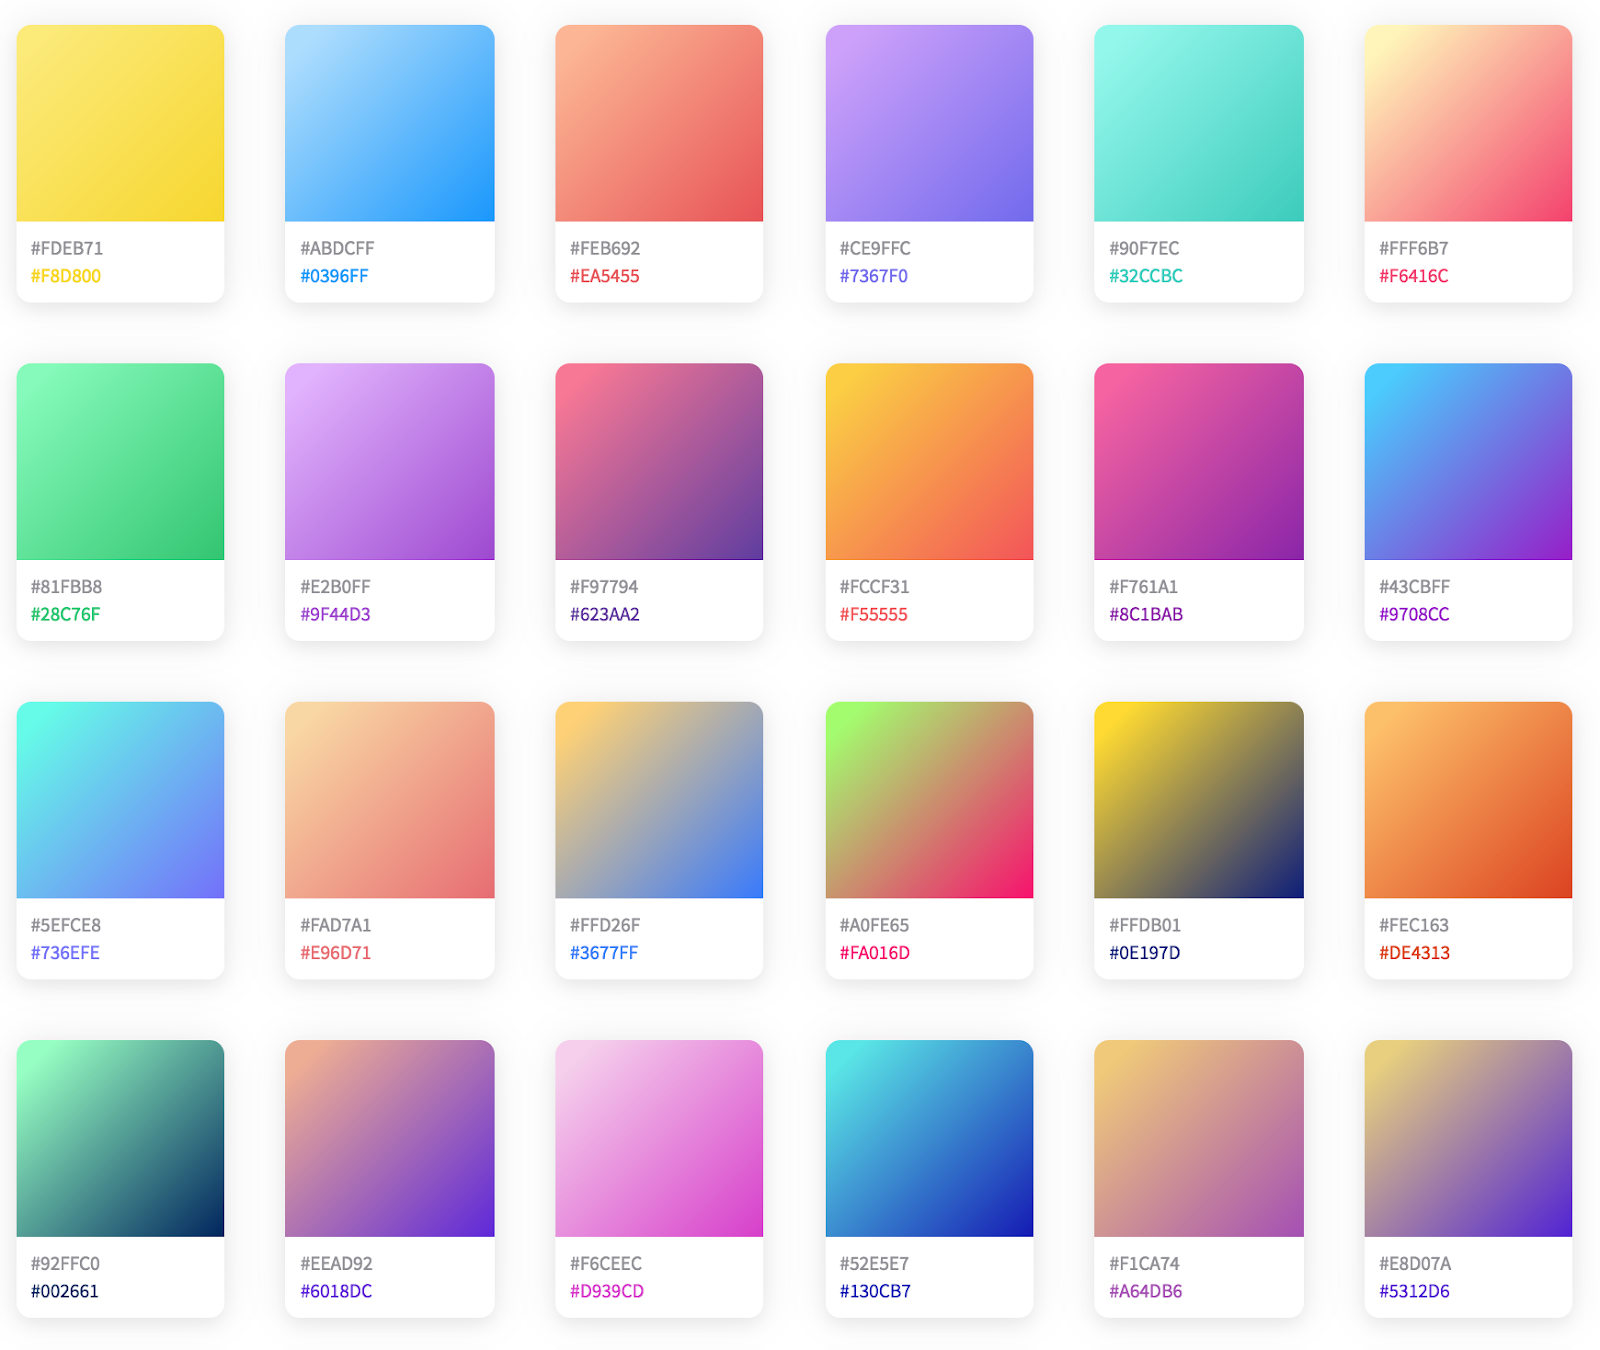 #FDEB71
#F8D800
#ABDCFF
#0396FF
#FEB692
#EA5455
#CE9FFC
#7367F0
#90F7EC
#32CCBC
#FFF6B7
#F6416C
#81FBB8
#28C76F
#E2B0FF
#9F44D3
#F97794
#623AA2
#FCCF31
#F55555
#F761A1
#8C1BAB
#43CBFF
#9708CC
#5EFCE8
#736EFE
#FAD7A1
#E96D71
#FFD26F
#3677FF
#A0FE65
#FA016D
#FFDB01
#0E197D
#FEC163
#DE4313
#92FFC0
#002661
#EEAD92
#6018DC
#F6CEEC
#D939CD
#52E5E7
#130CB7
#F1CA74
#A64DB6
#E8D07A
#5312D6